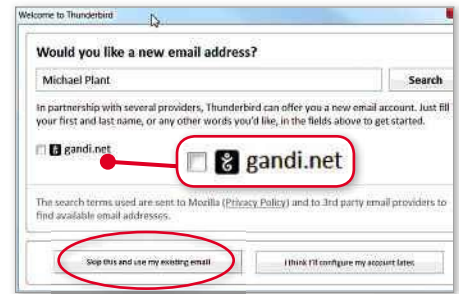 Welcome to Thunderbird
Would you like a new email address?
Michael Plant
Search
In partnership with several providers, Thunderbird can offer you a new email account. Just fill
your first and last name, or any other words you'd like, in the fields above to get started.
gandi.net
gandi.net
The search terms used are sent to Mozilla (Privacy Policy) and to 3rd party email providers to
find available email addresses.
Skip this and use my existing email
I think I'll configure my account later.